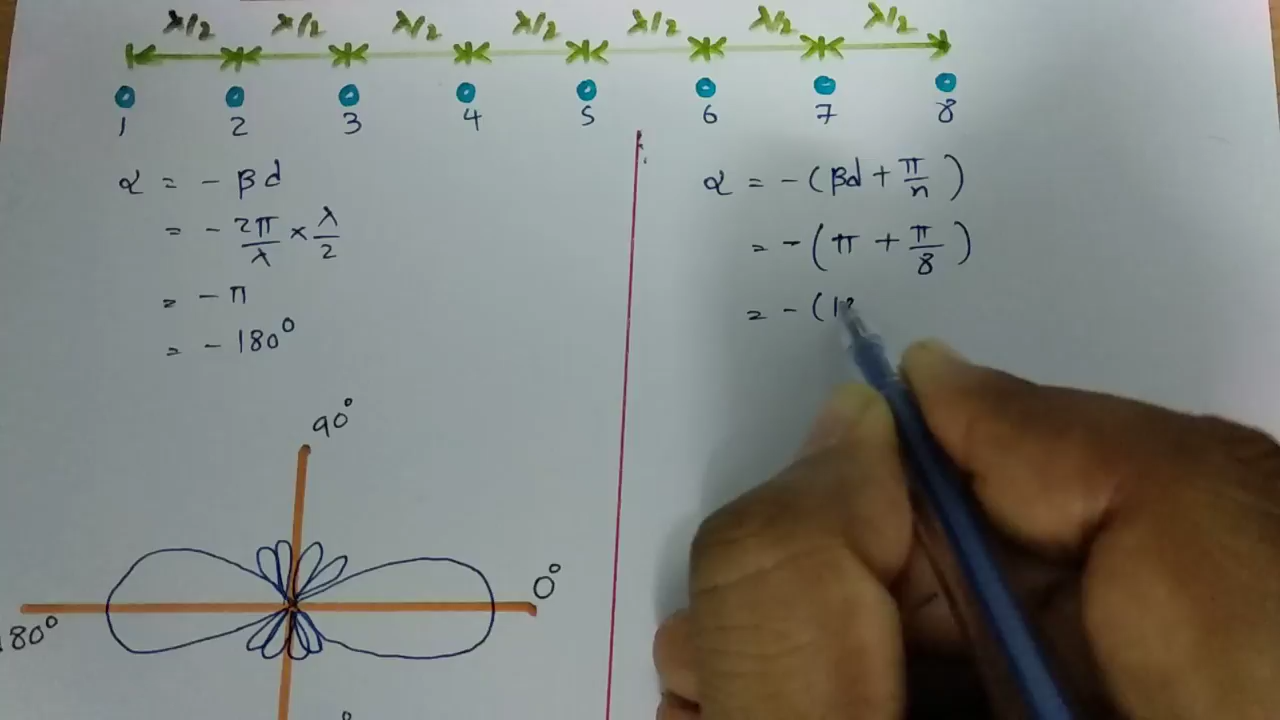 λ/2 λ/2 λ/2 λ/2 λ/2 λ/2 λ/2
1 2 3 4 5 6 7 8
α = - βd
= - 2π/λ × λ/2
= - π
= - 180°
90°
0°
180°
α = -(βd + π/n)
= -(π + π/8)
= -(18